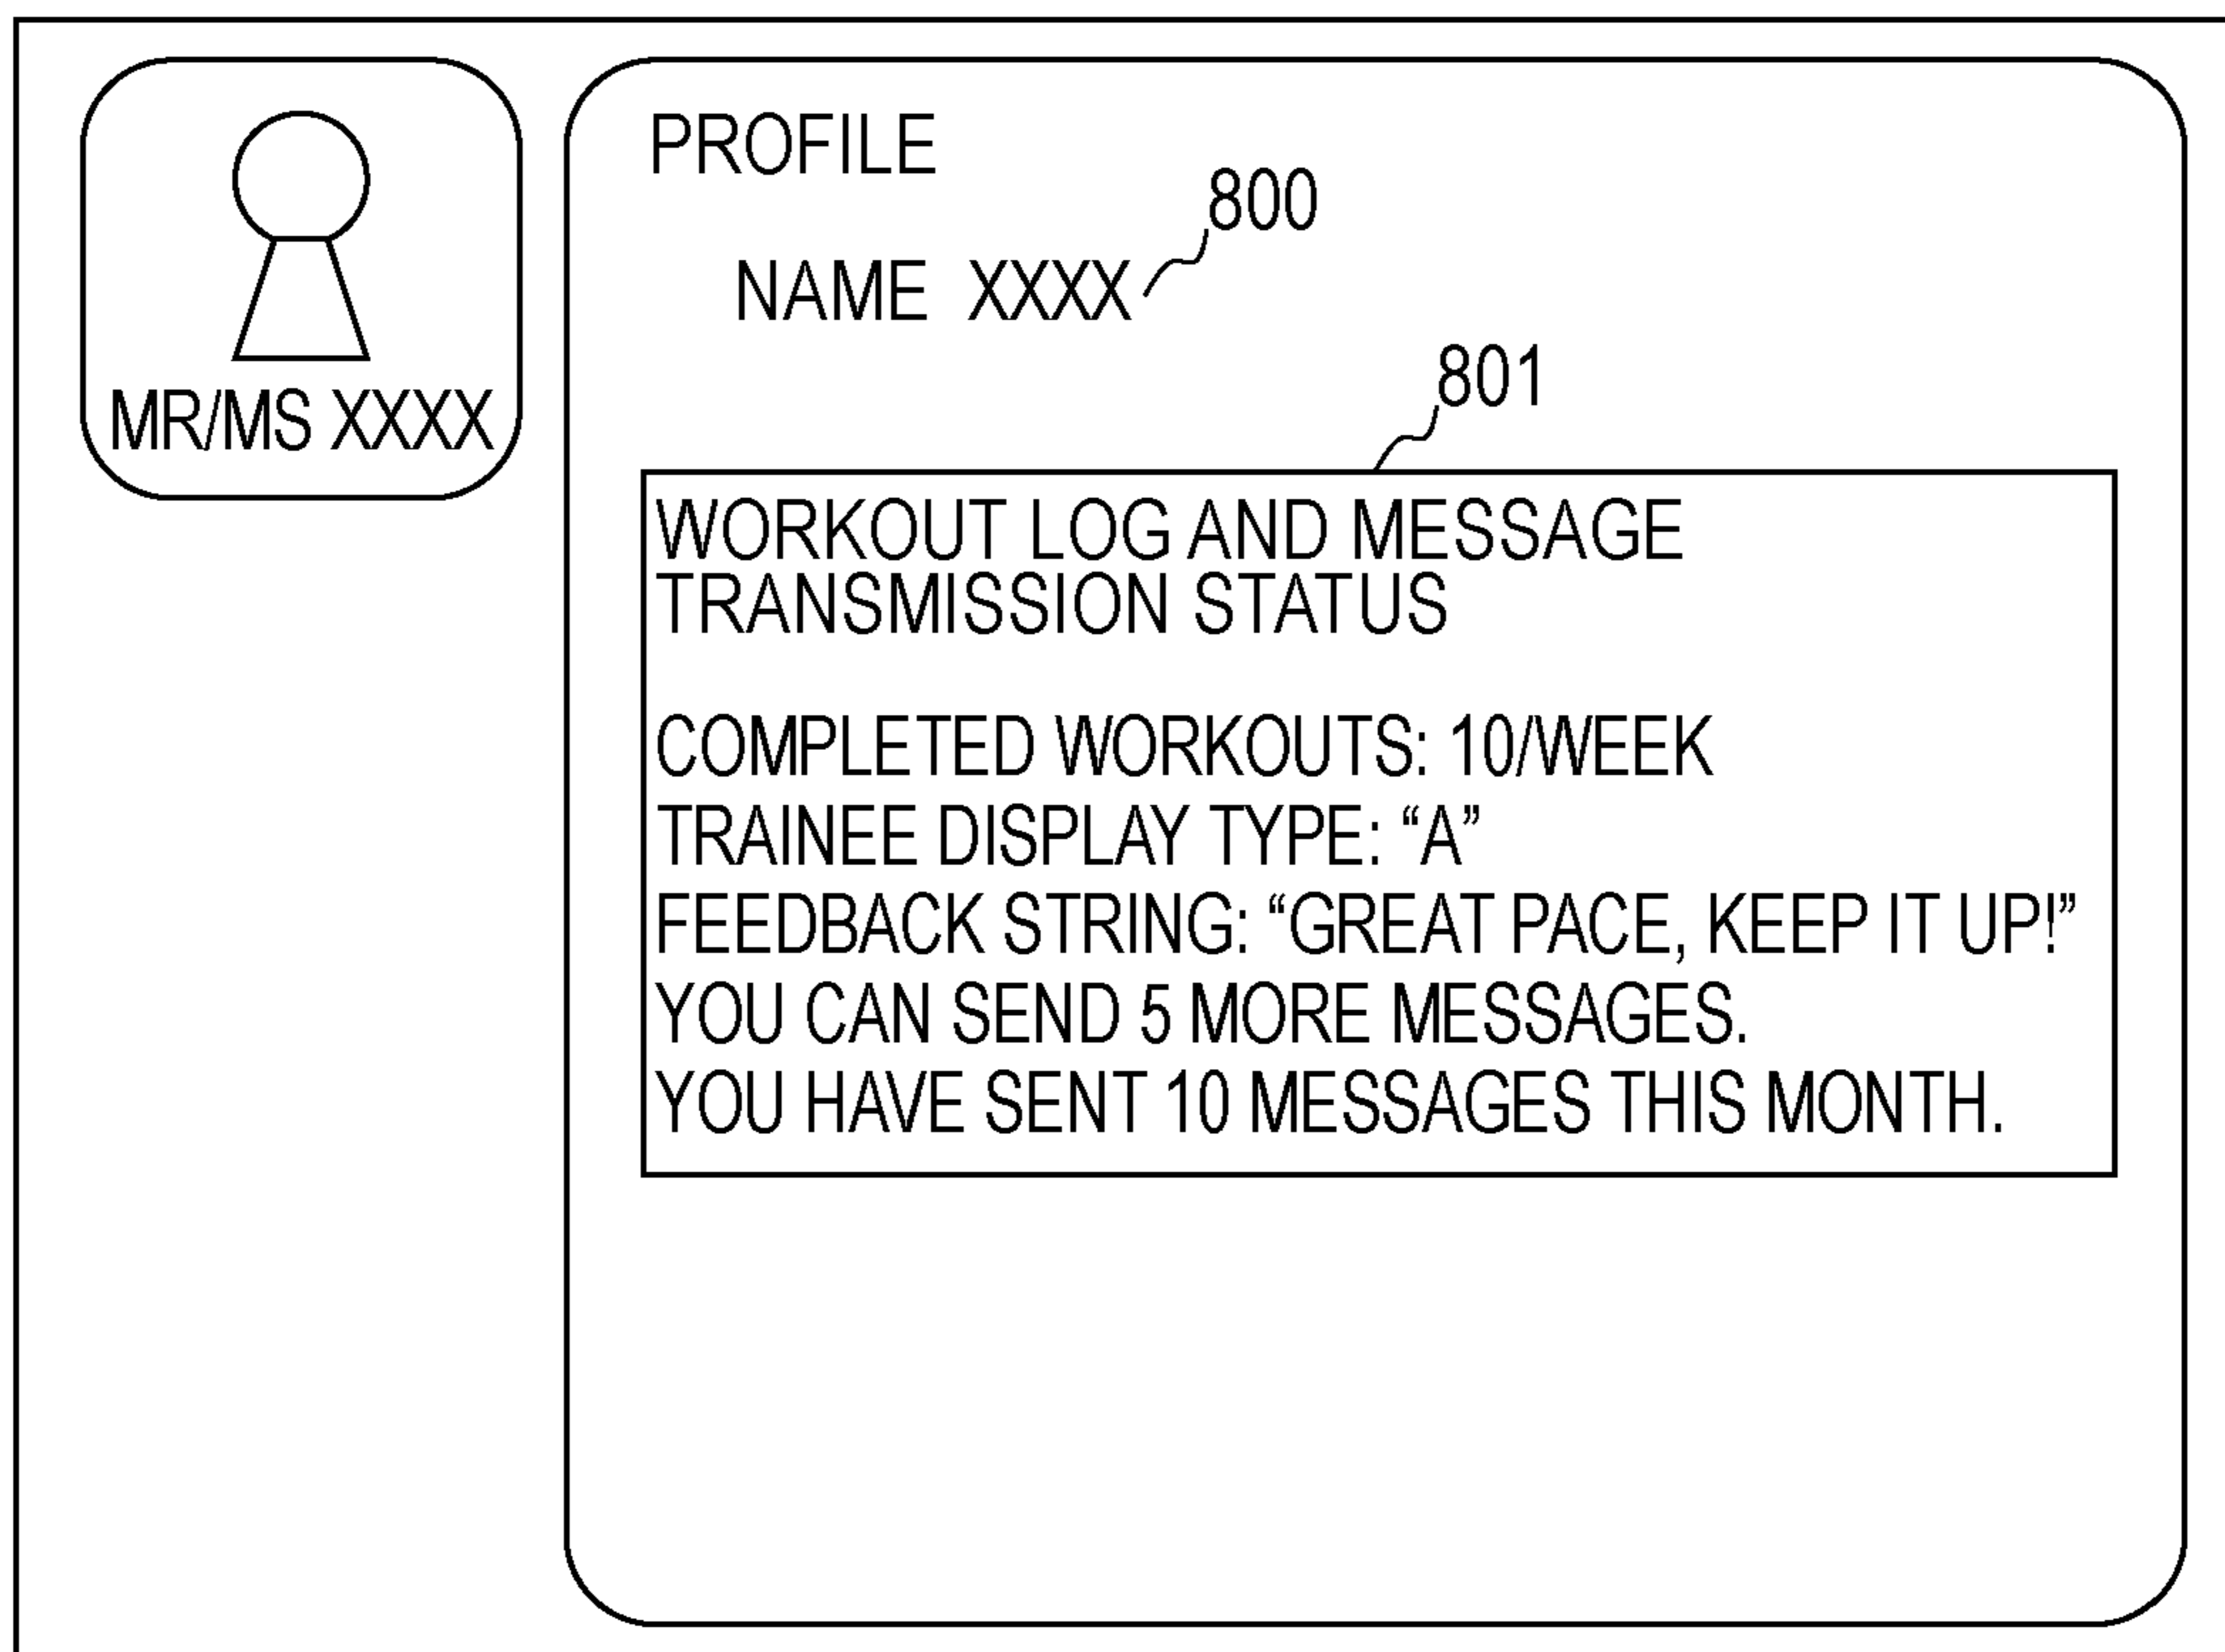 MR/MS XXXX
PROFILE
800
NAME XXXX
801
WORKOUT LOG AND MESSAGE
TRANSMISSION STATUS
COMPLETED WORKOUTS: 10/WEEK
TRAINEE DISPLAY TYPE: “A”
FEEDBACK STRING: “GREAT PACE, KEEP IT UP!”
YOU CAN SEND 5 MORE MESSAGES.
YOU HAVE SENT 10 MESSAGES THIS MONTH.